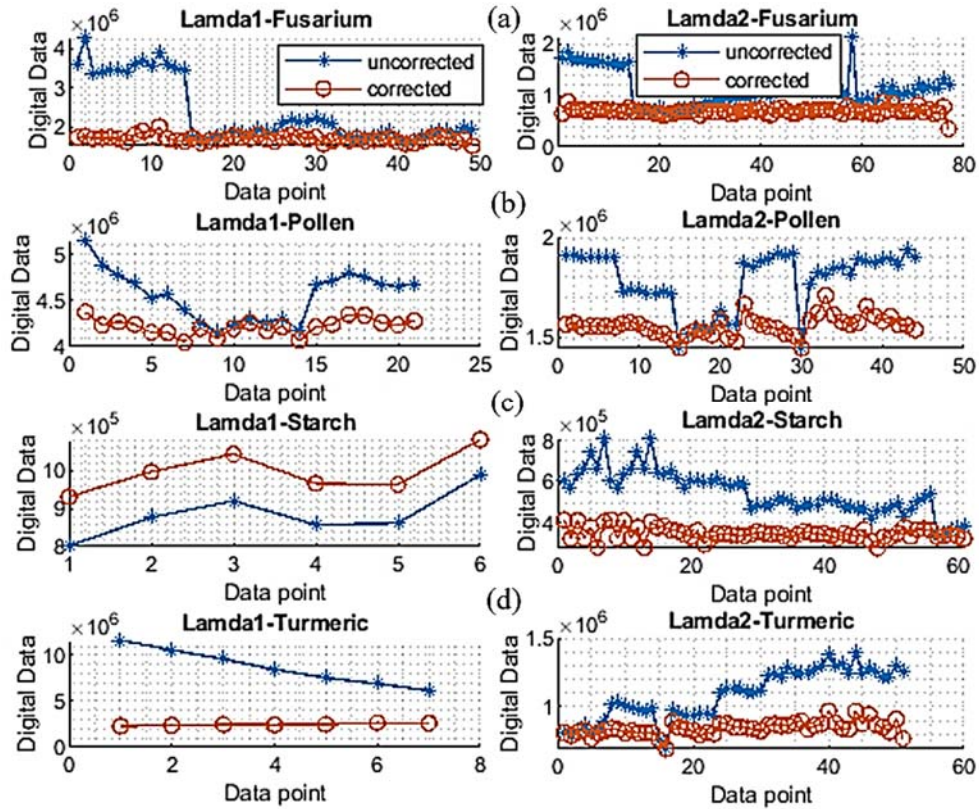 (a)
Lamda1-Fusarium
×10^6
Digital Data
4
3
2
uncorrected
corrected
0 10 20 30 40 50
Data point
Lamda2-Fusarium
×10^6
Digital Data
2
1
0
uncorrected
corrected
0 20 40 60 80
Data point
(b)
Lamda1-Pollen
×10^6
Digital Data
5
4.5
4
0 5 10 15 20 25
Data point
Lamda2-Pollen
×10^6
Digital Data
2
1.5
0 10 20 30 40 50
Data point
(c)
Lamda1-Starch
×10^5
Digital Data
10
9
8
1 2 3 4 5 6
Data point
Lamda2-Starch
×10^5
Digital Data
8
6
4
0 20 40 60
Data point
(d)
Lamda1-Turmeric
×10^6
Digital Data
10
5
0
0 2 4 6 8
Data point
Lamda2-Turmeric
×10^6
Digital Data
1.5
1
0 20 40 60
Data point